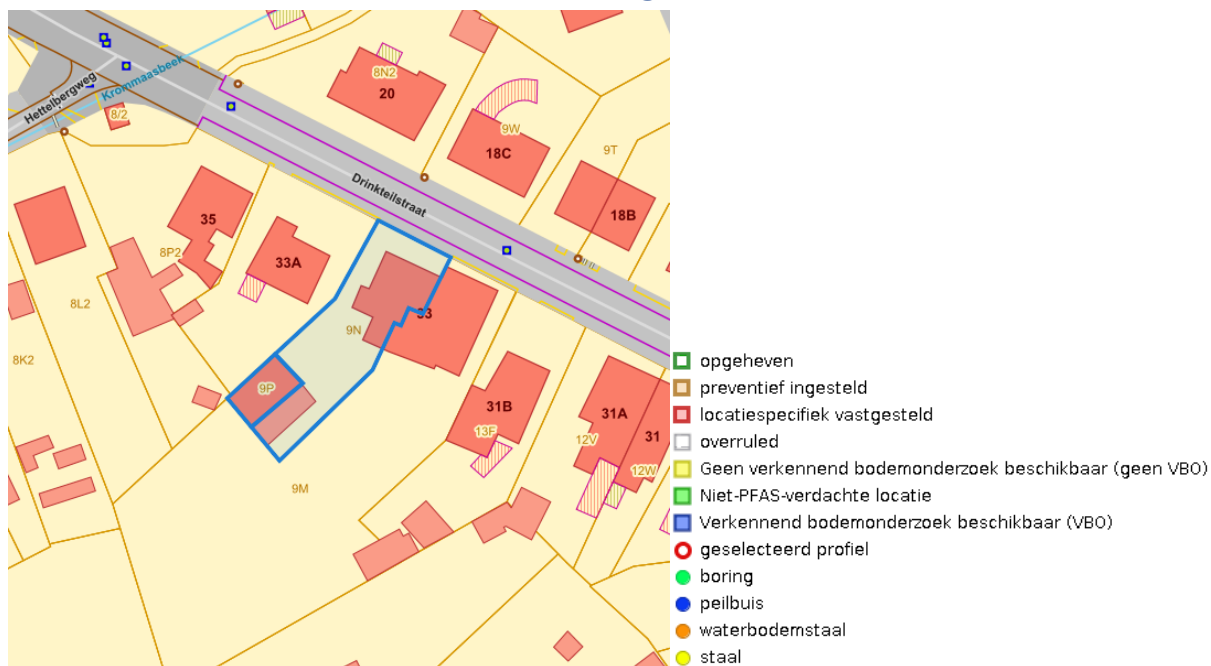 Hettelbergweg
Krommaasbeek
8/2
8N2
20
9W
18C
9T
18B
Drinkteilstraat
35
8P2
33A
8L2
9N
33
8K2
9P
31B
13F
31A
12V
31
12W
9M
opgeheven
preventief ingesteld
locatiespecifiek vastgesteld
overruled
Geen verkennend bodemonderzoek beschikbaar (geen VBO)
Niet-PFAS-verdachte locatie
Verkennend bodemonderzoek beschikbaar (VBO)
geselecteerd profiel
boring
peilbuis
waterbodemstaal
staal